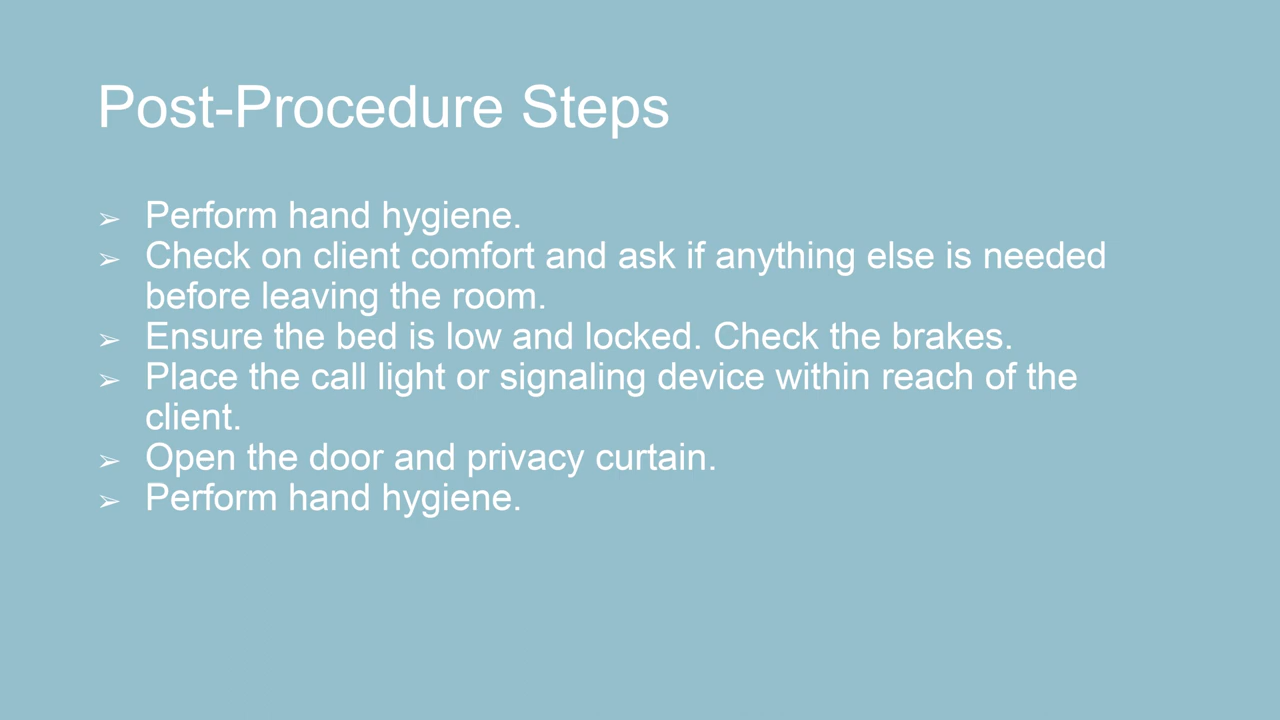 Post-Procedure Steps
➢ Perform hand hygiene.
➢ Check on client comfort and ask if anything else is needed
before leaving the room.
➢ Ensure the bed is low and locked. Check the brakes.
➢ Place the call light or signaling device within reach of the
client.
➢ Open the door and privacy curtain.
➢ Perform hand hygiene.